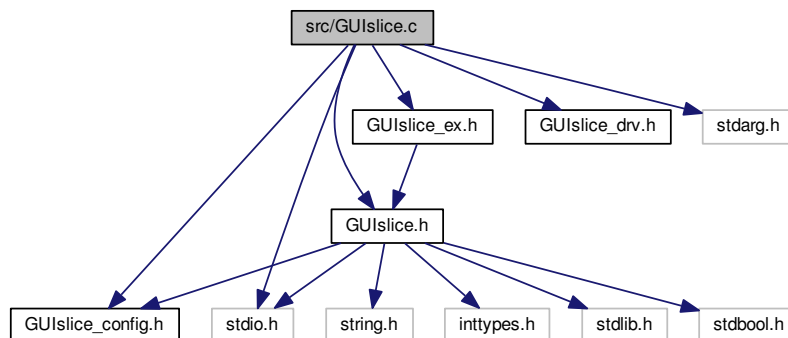 src/GUIslice.c
GUIslice_ex.h
GUIslice_drv.h
stdarg.h
GUIslice.h
GUIslice_config.h
stdio.h
string.h
inttypes.h
stdlib.h
stdbool.h